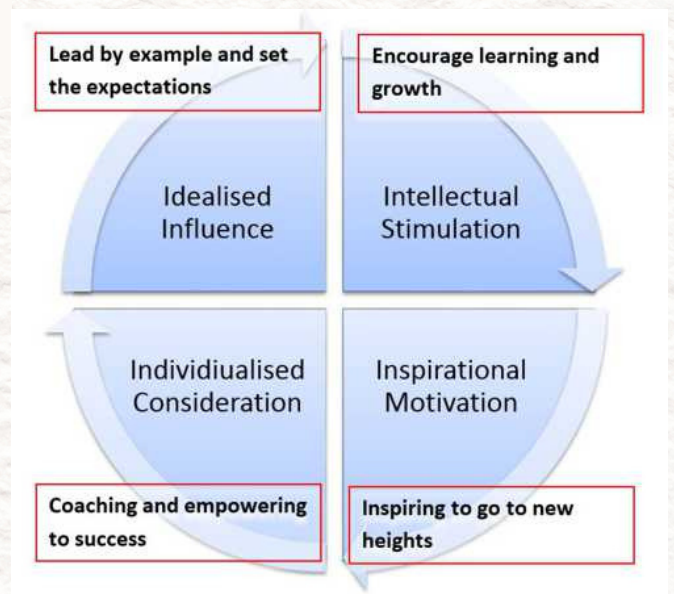 Lead by example and set
the expectations
Encourage learning and
growth
Idealised
Influence
Intellectual
Stimulation
Individiualised
Consideration
Inspirational
Motivation
Coaching and empowering
to success
Inspiring to go to new
heights